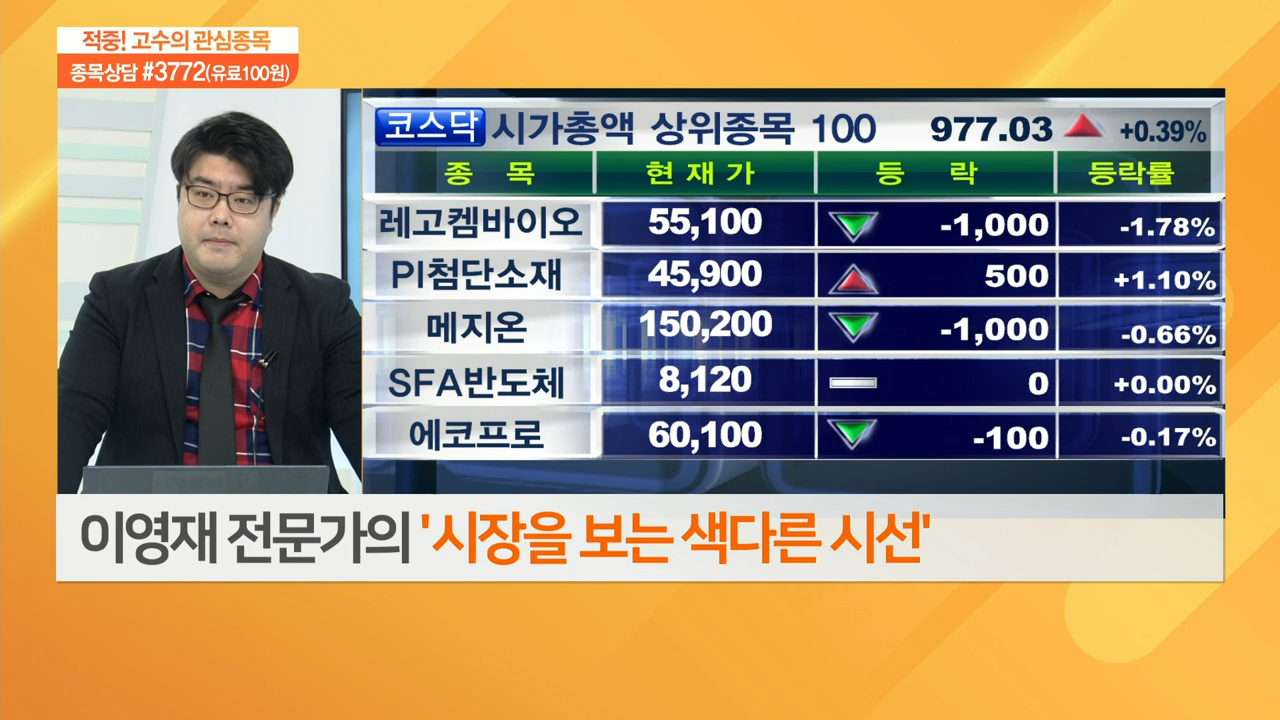 적중! 고수의 관심종목
종목상담 #3772(유료100원)
코스닥 시가총액 상위종목 100 977.03 +0.39%
종 목 현 재 가 등 락 등락률
레고켐바이오 55,100 -1,000 -1.78%
PI첨단소재 45,900 500 +1.10%
메지온 150,200 -1,000 -0.66%
SFA반도체 8,120 0 +0.00%
에코프로 60,100 -100 -0.17%
이영재 전문가의 '시장을 보는 색다른 시선'